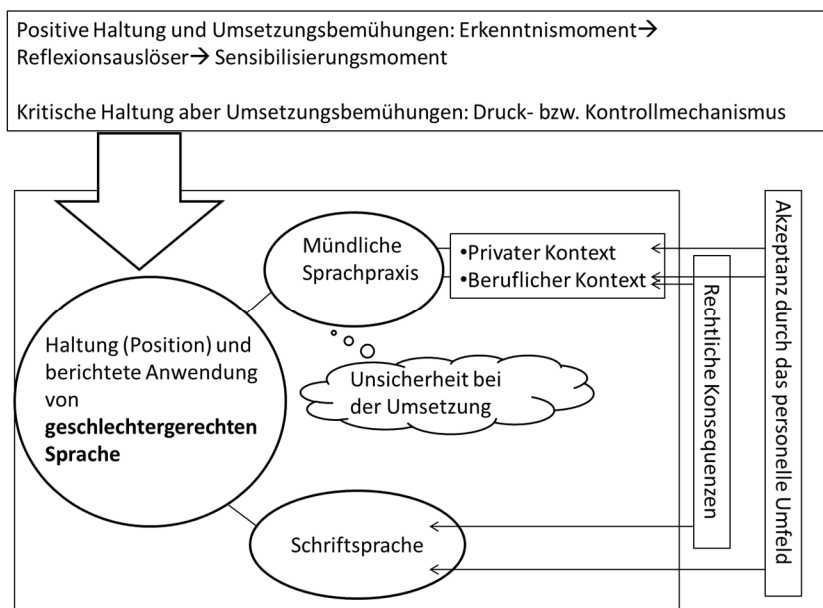 Positive Haltung und Umsetzungsbemühungen: Erkenntnismoment→
Reflexionsauslöser→ Sensibilisierungsmoment
Kritische Haltung aber Umsetzungsbemühungen: Druck- bzw. Kontrollmechanismus
Mündliche
Sprachpraxis
•Privater Kontext
•Beruflicher Kontext
Haltung (Position) und
berichtete Anwendung
von
geschlechtergerechten
Sprache
Unsicherheit bei
der Umsetzung
Schriftsprache
Rechtliche Konsequenzen
Akzeptanz durch das personelle Umfeld